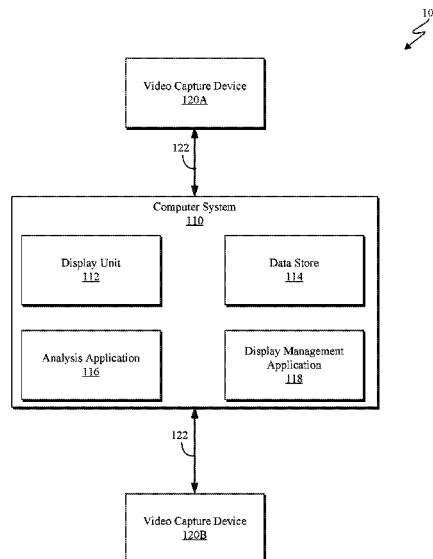 10
Video Capture Device
120A
122
Computer System
110
Display Unit
112
Data Store
114
Analysis Application
116
Display Management
Application
118
122
Video Capture Device
120B